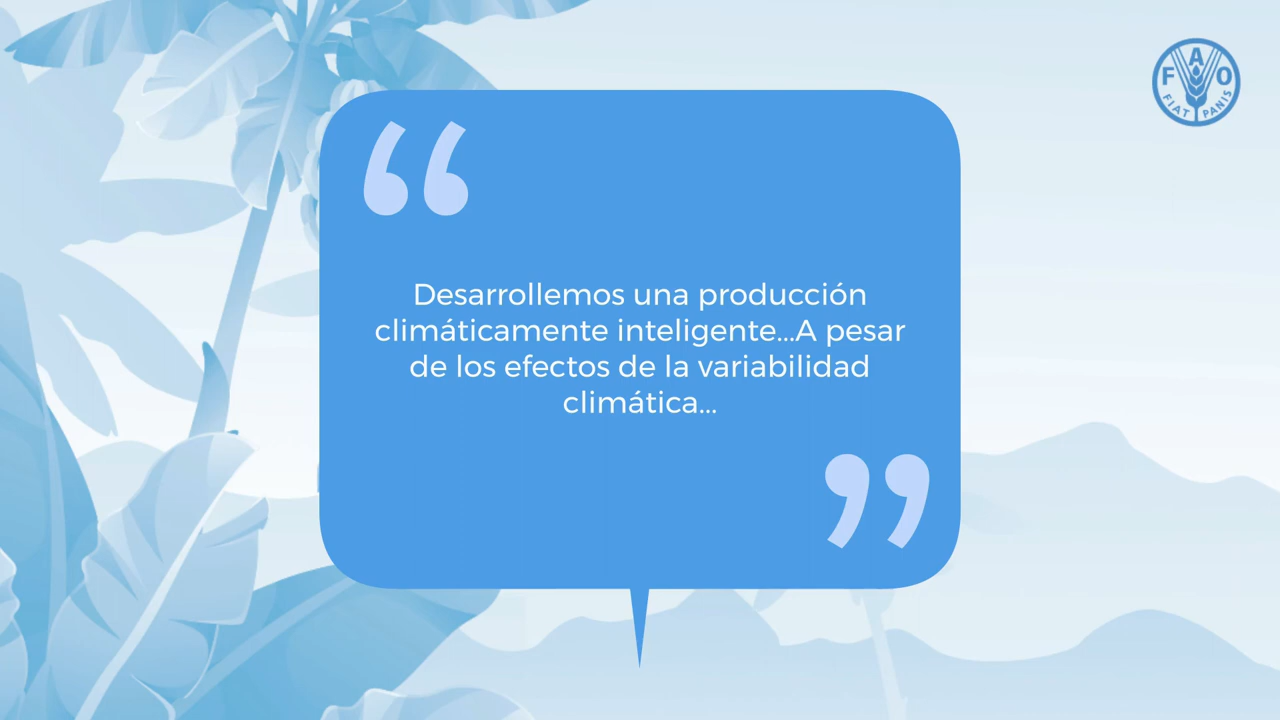 FAO
FIAT PANIS
“
Desarrollemos una producción
climáticamente inteligente...A pesar
de los efectos de la variabilidad
climática...
”